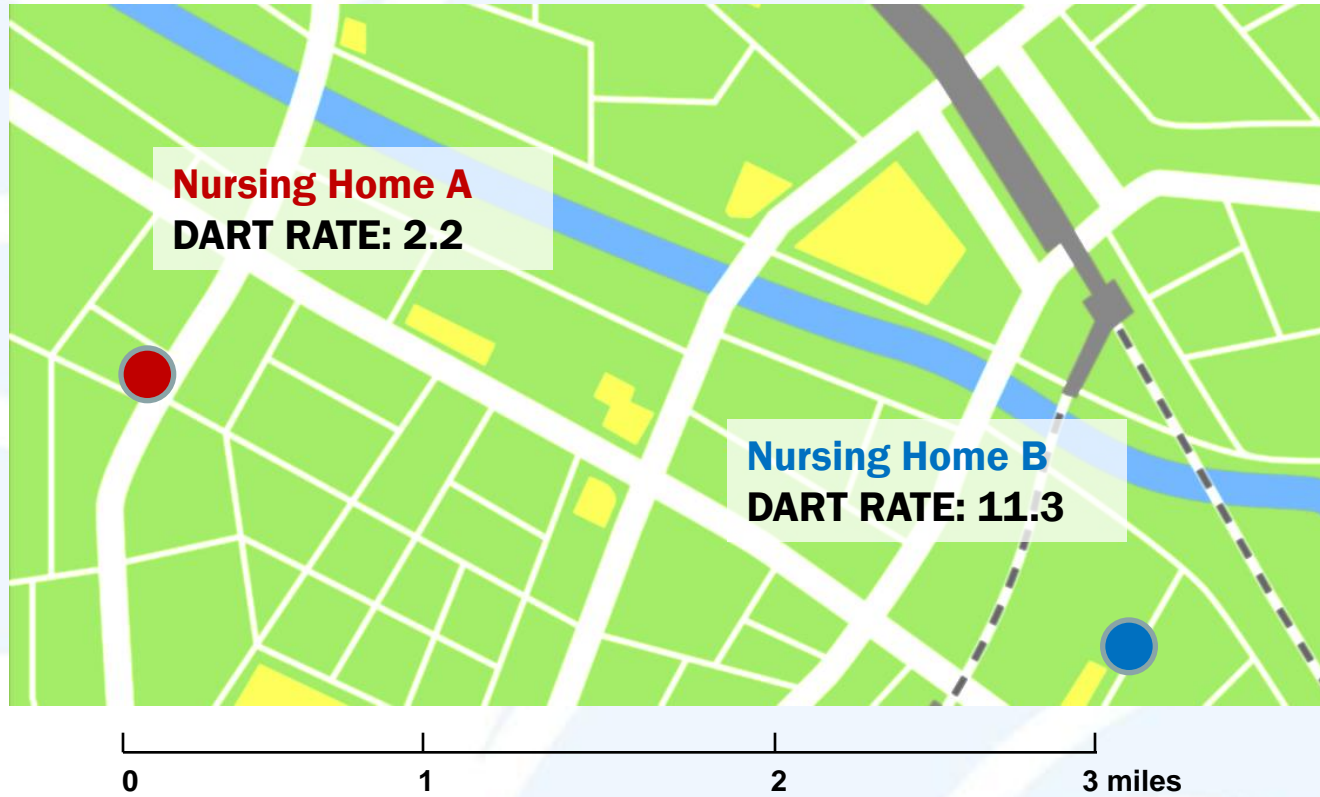 Nursing Home A
DART RATE: 2.2
Nursing Home B
DART RATE: 11.3
0 1 2 3 miles